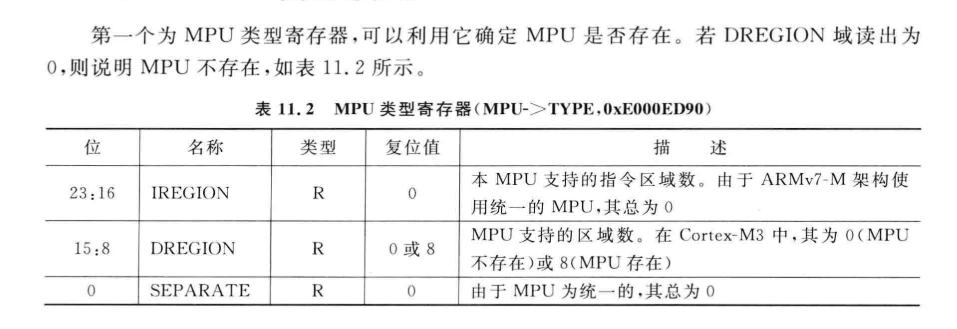 第一个为 MPU 类型寄存器,可以利用它确定 MPU 是否存在。若 DREGION 域读出为
0,则说明 MPU 不存在,如表 11.2 所示。
表 11.2 MPU 类型寄存器(MPU->TYPE,0xE000ED90)
位 名称 类型 复位值 描 述
23:16 IREGION R 0 本 MPU 支持的指令区域数。由于 ARMv7-M 架构使
用统一的 MPU,其总为 0
15:8 DREGION R 0 或 8 MPU 支持的区域数。在 Cortex-M3 中,其为 0(MPU
不存在)或 8(MPU 存在)
0 SEPARATE R 0 由于 MPU 为统一的,其总为 0